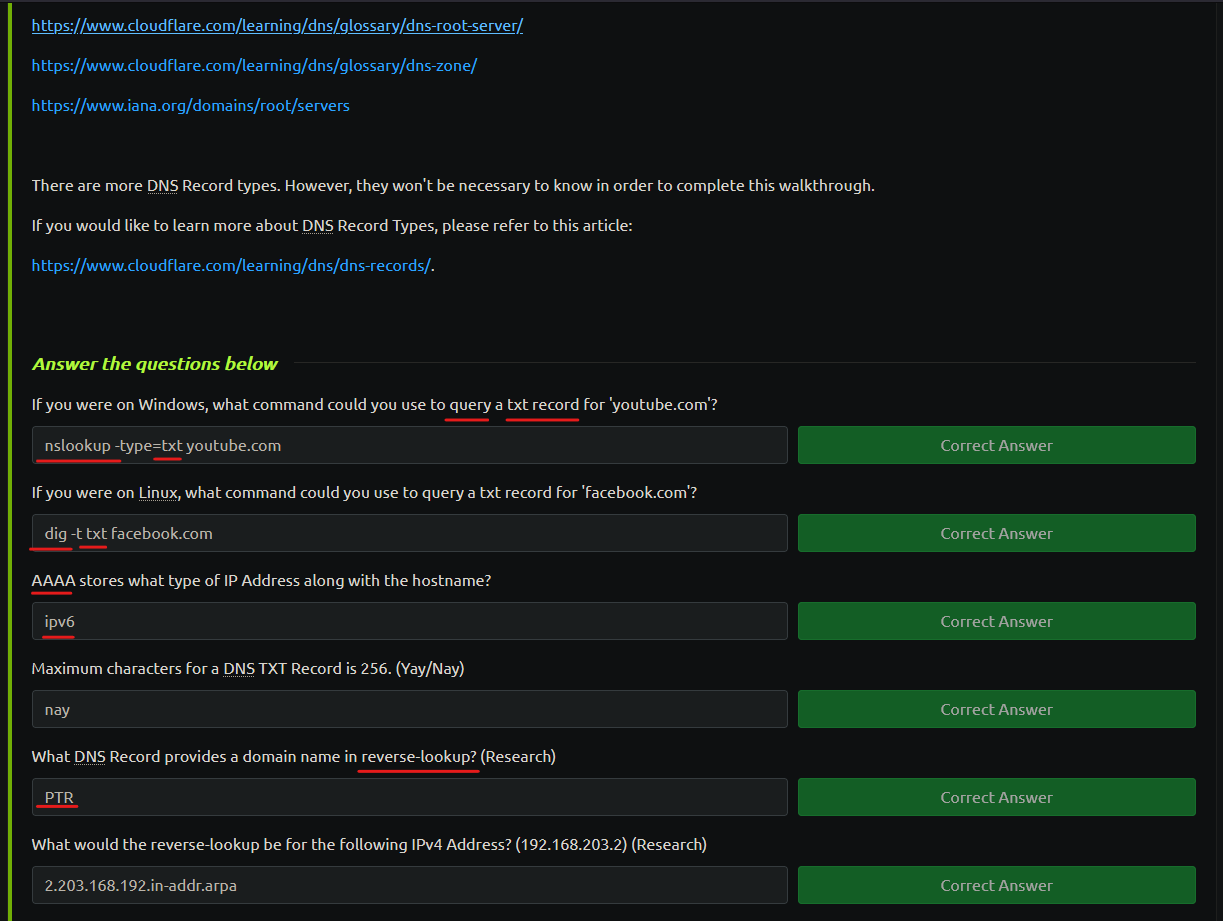 https://www.cloudflare.com/learning/dns/glossary/dns-root-server/
https://www.cloudflare.com/learning/dns/glossary/dns-zone/
https://www.iana.org/domains/root/servers
There are more DNS Record types. However, they won't be necessary to know in order to complete this walkthrough.
If you would like to learn more about DNS Record Types, please refer to this article:
https://www.cloudflare.com/learning/dns/dns-records/.
Answer the questions below
If you were on Windows, what command could you use to query a txt record for 'youtube.com'?
nslookup -type=txt youtube.com Correct Answer
If you were on Linux, what command could you use to query a txt record for 'facebook.com'?
dig -t txt facebook.com Correct Answer
AAAA stores what type of IP Address along with the hostname?
ipv6 Correct Answer
Maximum characters for a DNS TXT Record is 256. (Yay/Nay)
nay Correct Answer
What DNS Record provides a domain name in reverse-lookup? (Research)
PTR Correct Answer
What would the reverse-lookup be for the following IPv4 Address? (192.168.203.2) (Research)
2.203.168.192.in-addr.arpa Correct Answer